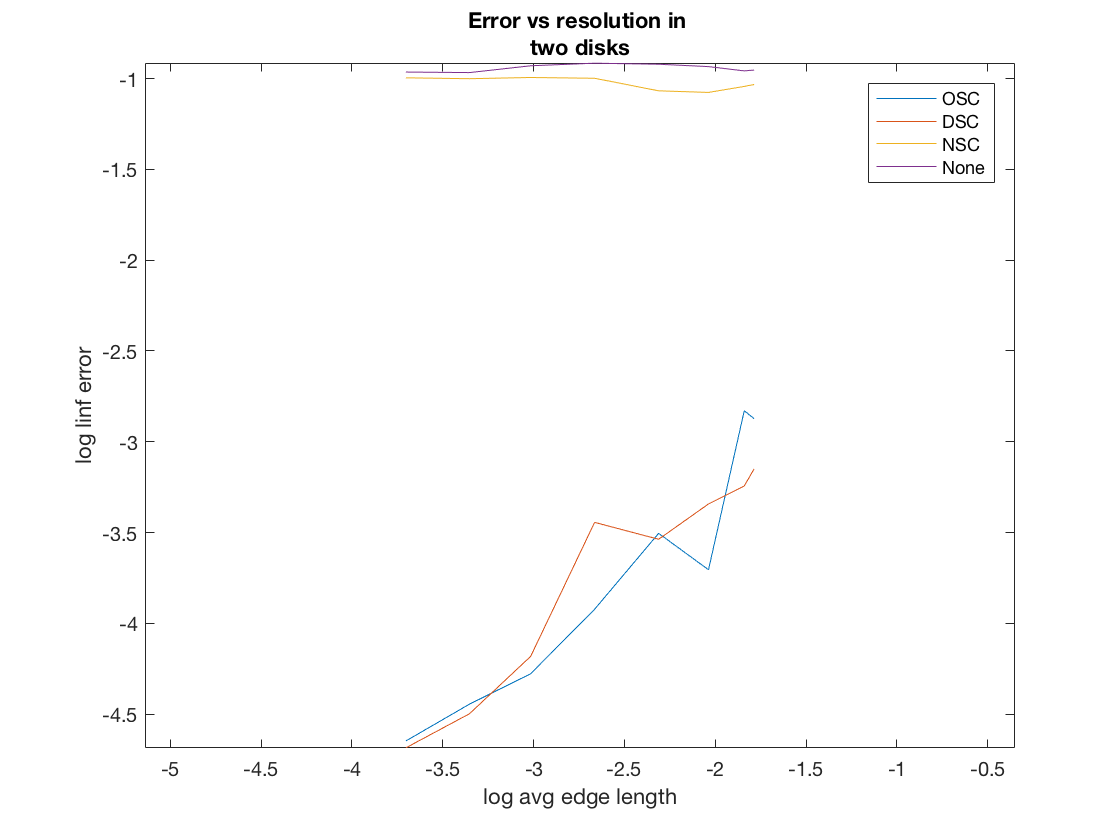 Error vs resolution in
two disks
-1
-1.5
-2
-2.5
-3
-3.5
-4
-4.5
log linf error
OSC
DSC
NSC
None
-5
-4.5
-4
-3.5
-3
-2.5
-2
-1.5
-1
-0.5
log avg edge length